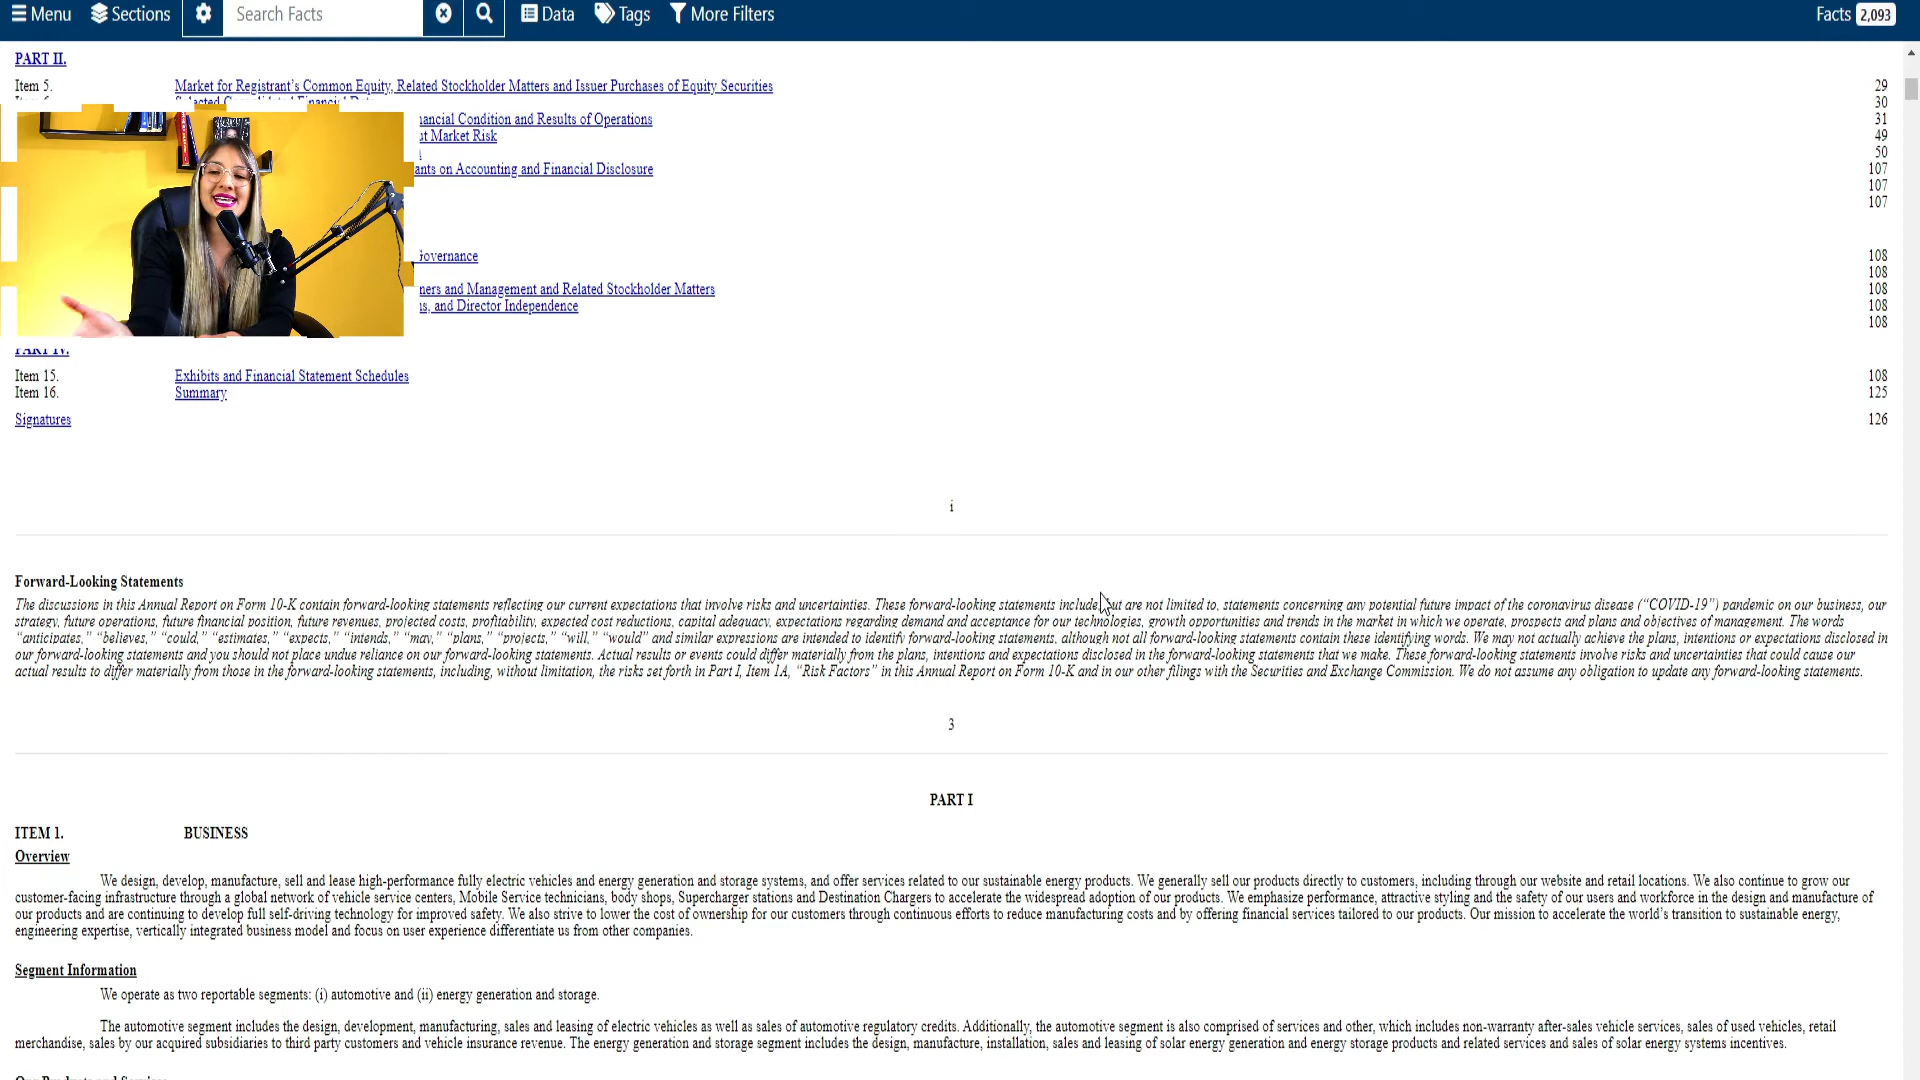 Menu Sections Search Facts Data Tags More Filters Facts 2,093
PART II.
Item 5. Market for Registrant's Common Equity, Related Stockholder Matters and Issuer Purchases of Equity Securities 29
Selected Consolidated Financial Data 30
ancial Condition and Results of Operations 31
ut Market Risk 49
50
ants on Accounting and Financial Disclosure 107
107
107
Governance 108
108
ners and Management and Related Stockholder Matters 108
ns, and Director Independence 108
108
PART IV.
Item 15. Exhibits and Financial Statement Schedules 108
Item 16. Summary 125
Signatures 126
i
Forward-Looking Statements
The discussions in this Annual Report on Form 10-K contain forward-looking statements reflecting our current expectations that involve risks and uncertainties. These forward-looking statements include, but are not limited to, statements concerning any potential future impact of the coronavirus disease (“COVID-19”) pandemic on our business, our
strategy, future operations, future financial position, future revenues, projected costs, profitability, expected cost reductions, capital adequacy, expectations regarding demand and acceptance for our technologies, growth opportunities and trends in the market in which we operate, prospects and plans and objectives of management. The words
“anticipates,” “believes,” “could,” “estimates,” “expects,” “intends,” “may,” “plans,” “projects,” “will,” “would” and similar expressions are intended to identify forward-looking statements, although not all forward-looking statements contain these identifying words. We may not actually achieve the plans, intentions or expectations disclosed in
our forward-looking statements and you should not place undue reliance on our forward-looking statements. Actual results or events could differ materially from the plans, intentions and expectations disclosed in the forward-looking statements that we make. These forward-looking statements involve risks and uncertainties that could cause our
actual results to differ materially from those in the forward-looking statements, including, without limitation, the risks set forth in Part I, Item 1A, “Risk Factors” in this Annual Report on Form 10-K and in our other filings with the Securities and Exchange Commission. We do not assume any obligation to update any forward-looking statements.
3
PART I
ITEM 1. BUSINESS
Overview
We design, develop, manufacture, sell and lease high-performance fully electric vehicles and energy generation and storage systems, and offer services related to our sustainable energy products. We generally sell our products directly to customers, including through our website and retail locations. We also continue to grow our
customer-facing infrastructure through a global network of vehicle service centers, Mobile Service technicians, body shops, Supercharger stations and Destination Chargers to accelerate the widespread adoption of our products. We emphasize performance, attractive styling and the safety of our users and workforce in the design and manufacture of
our products and are continuing to develop full self-driving technology for improved safety. We also strive to lower the cost of ownership for our customers through continuous efforts to reduce manufacturing costs and by offering financial services tailored to our products. Our mission to accelerate the world’s transition to sustainable energy,
engineering expertise, vertically integrated business model and focus on user experience differentiate us from other companies.
Segment Information
We operate as two reportable segments: (i) automotive and (ii) energy generation and storage.
The automotive segment includes the design, development, manufacturing, sales and leasing of electric vehicles as well as sales of automotive regulatory credits. Additionally, the automotive segment is also comprised of services and other, which includes non-warranty after-sales vehicle services, sales of used vehicles, retail
merchandise, sales by our acquired subsidiaries to third party customers and vehicle insurance revenue. The energy generation and storage segment includes the design, manufacture, installation, sales and leasing of solar energy generation and energy storage products and related services and sales of solar energy systems incentives.